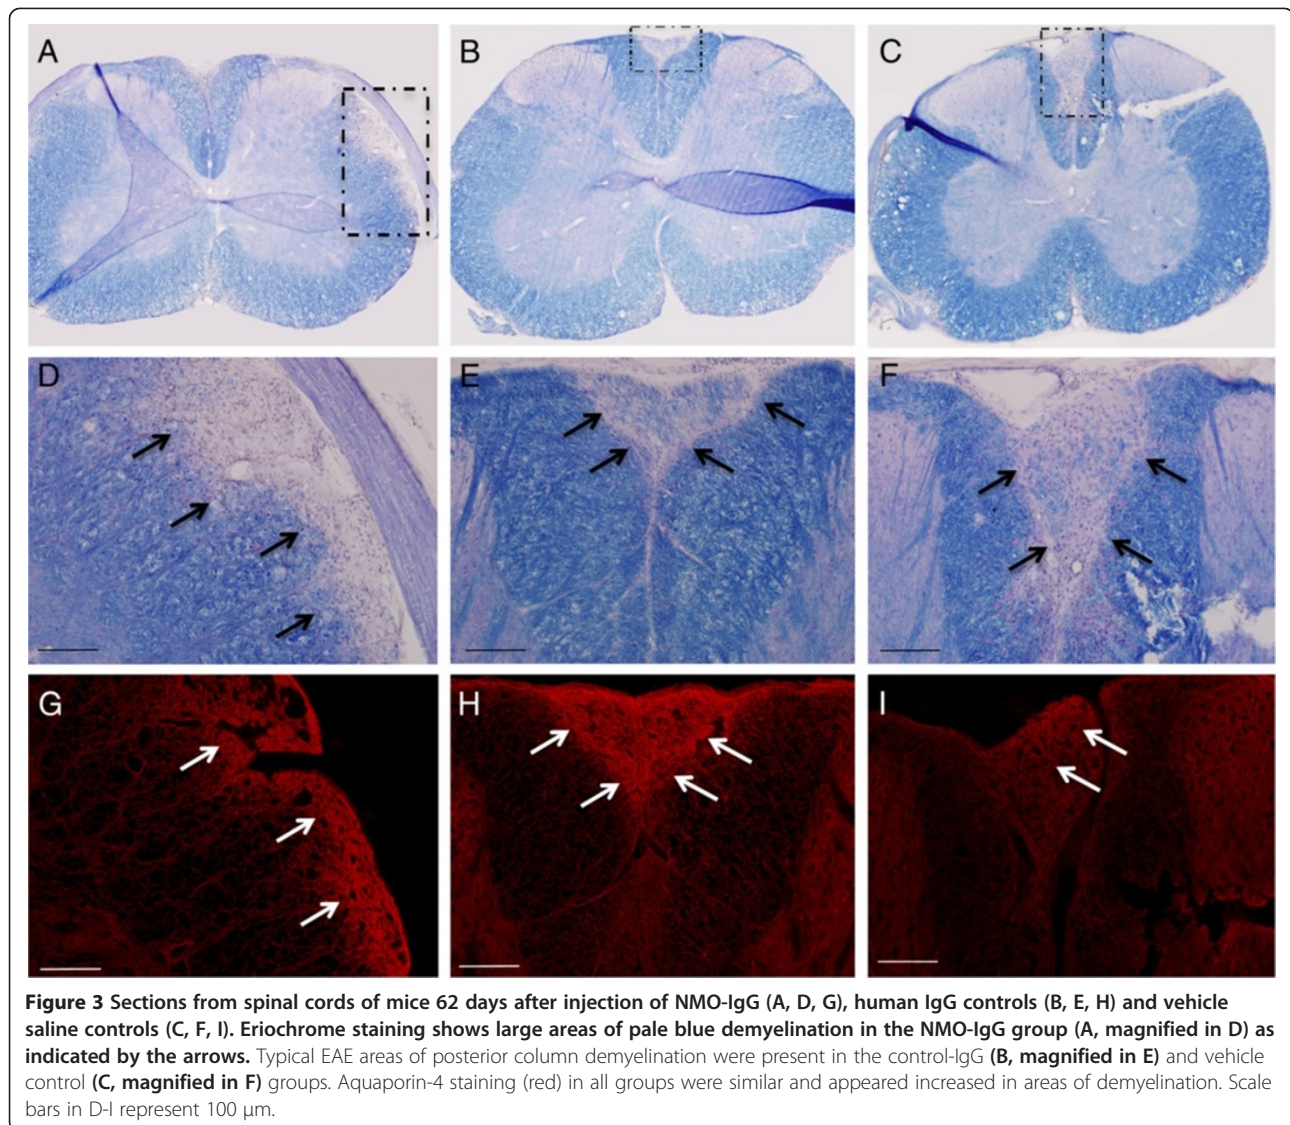 A
B
C
D
E
F
G
H
I
Figure 3 Sections from spinal cords of mice 62 days after injection of NMO-IgG (A, D, G), human IgG controls (B, E, H) and vehicle
saline controls (C, F, I). Eriochrome staining shows large areas of pale blue demyelination in the NMO-IgG group (A, magnified in D) as
indicated by the arrows. Typical EAE areas of posterior column demyelination were present in the control-IgG (B, magnified in E) and vehicle
control (C, magnified in F) groups. Aquaporin-4 staining (red) in all groups were similar and appeared increased in areas of demyelination. Scale
bars in D-I represent 100 μm.